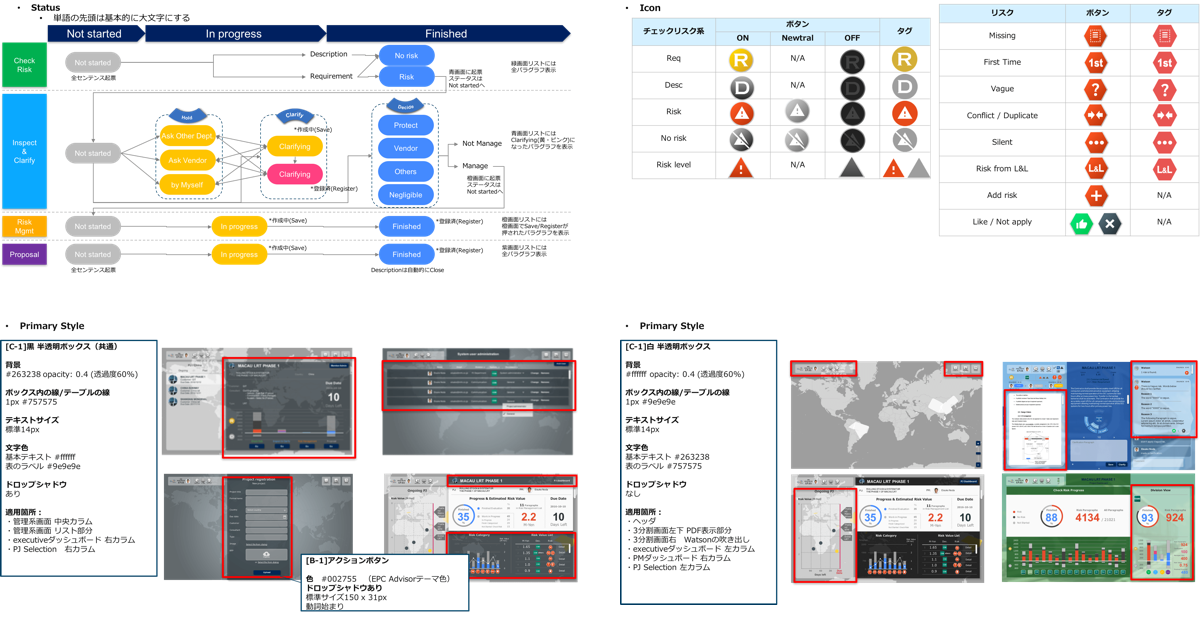 ・ Status
・ 単語の先頭は基本的に大文字にする
Not started
In progress
Finished
Check
Risk
Not started
全センテンス起票
Description
Requirement
No risk
Risk
青画面に起票
ステータスは
Not startedへ
緑画面リストには
全パラグラフ表示
Inspect
&
Clarify
Not started
Hold
Ask Other Dept
Ask Vendor
by Myself
Clarify
*作成中(Save)
Clarifying
Clarifying
*登録済(Register)
Decide
Protect
Vendor
Others
Negligible
Not Manage
Manage
橙画面に起票
ステータスは
Not startedへ
青画面リストには
Clarifying(黄・ピンク)に
なったパラグラフを表示
Risk
Mgmt
Not started
In progress
*作成中(Save)
Finished
*登録済(Register)
橙画面リストには
橙画面でSave/Registerが
押されたパラグラフを表示
Proposal
Not started
全センテンス起票
In progress
*作成中(Save)
Finished
*登録済(Register)
Descriptionは自動的にClose
紫画面リストには
全パラグラフ表示
・ Icon
チェックリスク系
ボタン
タグ
ON
Newtral
OFF
Req
R
N/A
R
R
Desc
D
N/A
D
D
Risk
No risk
Risk level
N/A
リスク
ボタン
タグ
Missing
First Time
1st
1st
Vague
?
?
Conflict / Duplicate
Silent
Risk from L&L
L&L
L&L
Add risk
+
N/A
Like / Not apply
N/A
・ Primary Style
[C-1]黒 半透明ボックス（共通）
背景
#263238 opacity: 0.4 (透過度60%)
ボックス内の線/テーブルの線
1px #757575
テキストサイズ
標準14px
文字色
基本テキスト #ffffff
表のラベル #9e9e9e
ドロップシャドウ
あり
適用箇所：
・管理系画面 中央カラム
・管理系画面 リスト部分
・executiveダッシュボード 右カラム
・PJ Selection 右カラム
MACAU LRT PHASE 1
Due Date
10
System-user administration
Project registration
Ongoing PJ
MACAU LRT PHASE 1
Progress & Estimated Risk Value
Due Date
35
2.2
10
Days Left
Risk Category
Risk Value List
[B-1]アクションボタン
色 #002755 （EPC Advisorテーマ色）
ドロップシャドウあり
標準サイズ150 x 31px
動詞始まり
・ Primary Style
[C-1]白 半透明ボックス
背景
#ffffff opacity: 0.4 (透過度60%)
ボックス内の線/テーブルの線
1px #9e9e9e
テキストサイズ
標準14px
文字色
基本テキスト #263238
表のラベル #757575
ドロップシャドウ
なし
適用箇所：
・ヘッダ
・3分割画面左下 PDF表示部分
・3分割画面右 Watsonの吹き出し
・executiveダッシュボード 左カラム
・PMダッシュボード 右カラム
・PJ Selection 左カラム
MACAU LRT PHASE 1
Ongoing PJ
MACAU LRT PHASE 1
Progress & Estimated Risk Value
Due Date
35
2.2
10
Days Left
Risk Category
Risk Value List
MACAU LRT PHASE 1
Check Risk Progress
88
4134
Division View
93
924